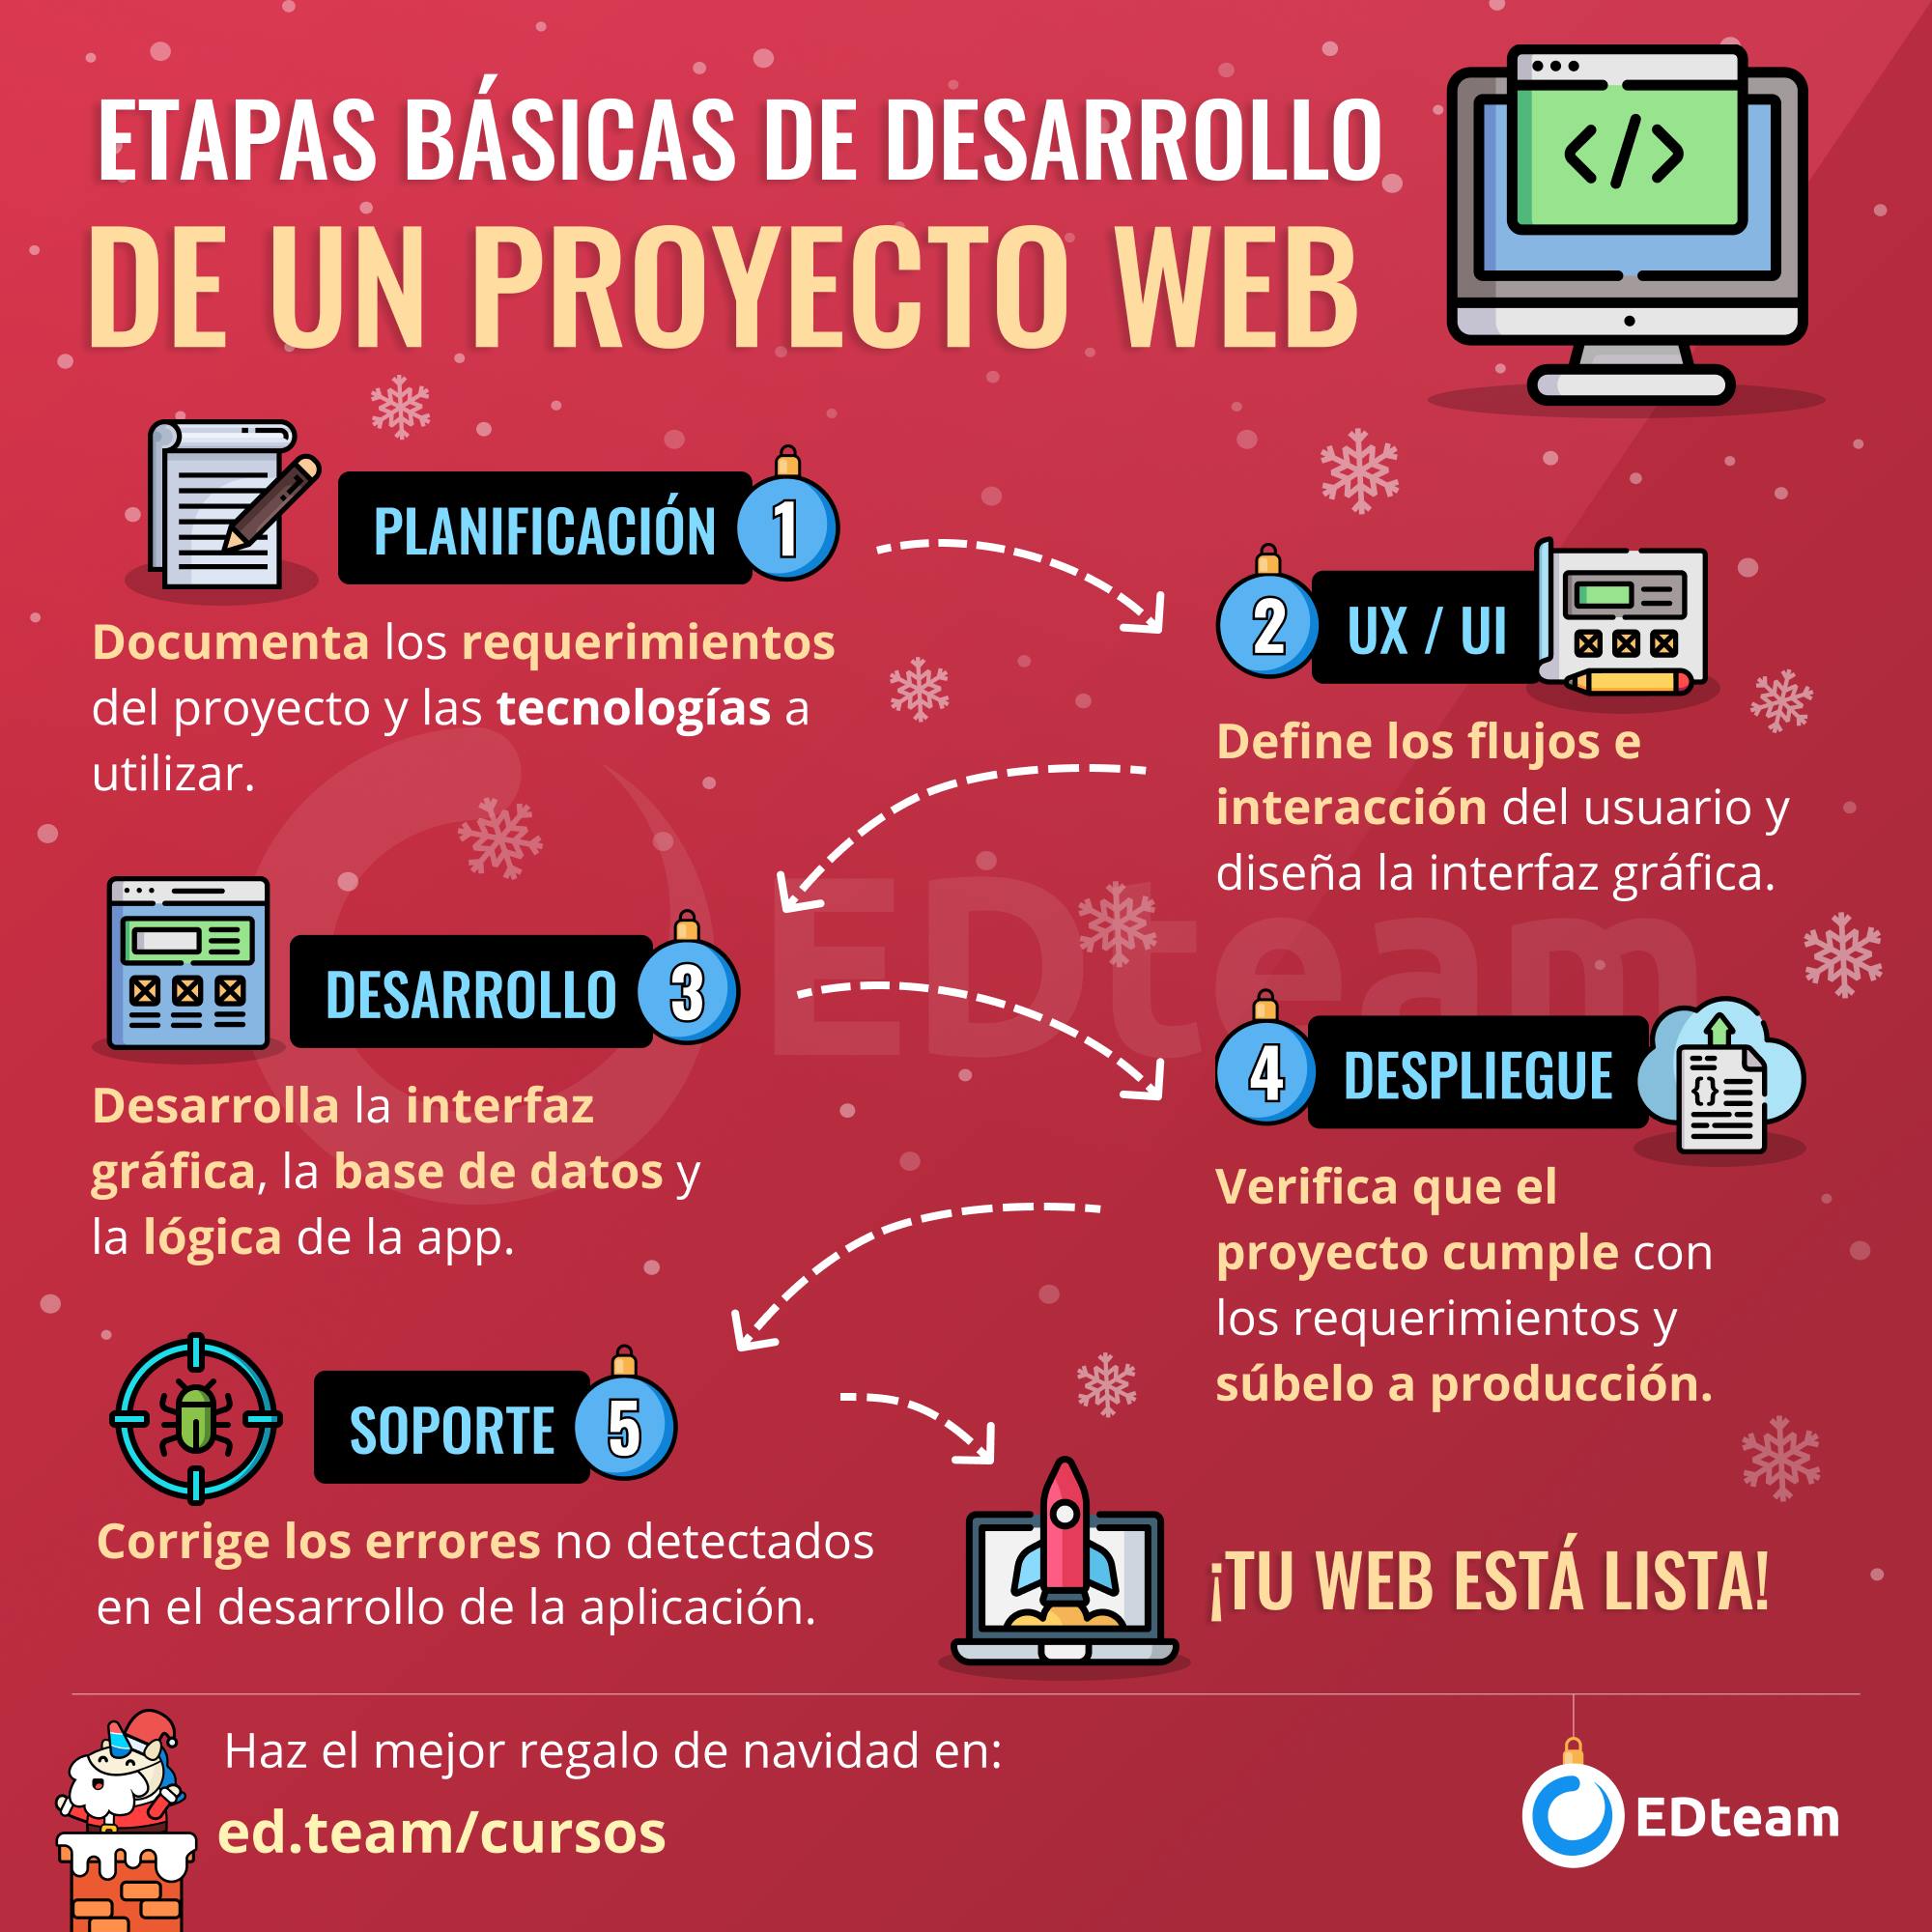 ETAPAS BÁSICAS DE DESARROLLO
DE UN PROYECTO WEB
PLANIFICACIÓN 1
Documenta los requerimientos
del proyecto y las tecnologías a
utilizar.
2 UX / UI
Define los flujos e
interacción del usuario y
diseña la interfaz gráfica.
DESARROLLO 3
Desarrolla la interfaz
gráfica, la base de datos y
la lógica de la app.
4 DESPLIEGUE
Verifica que el
proyecto cumple con
los requerimientos y
súbelo a producción.
SOPORTE 5
Corrige los errores no detectados
en el desarrollo de la aplicación.
¡TU WEB ESTÁ LISTA!
EDteam
Haz el mejor regalo de navidad en:
ed.team/cursos
EDteam